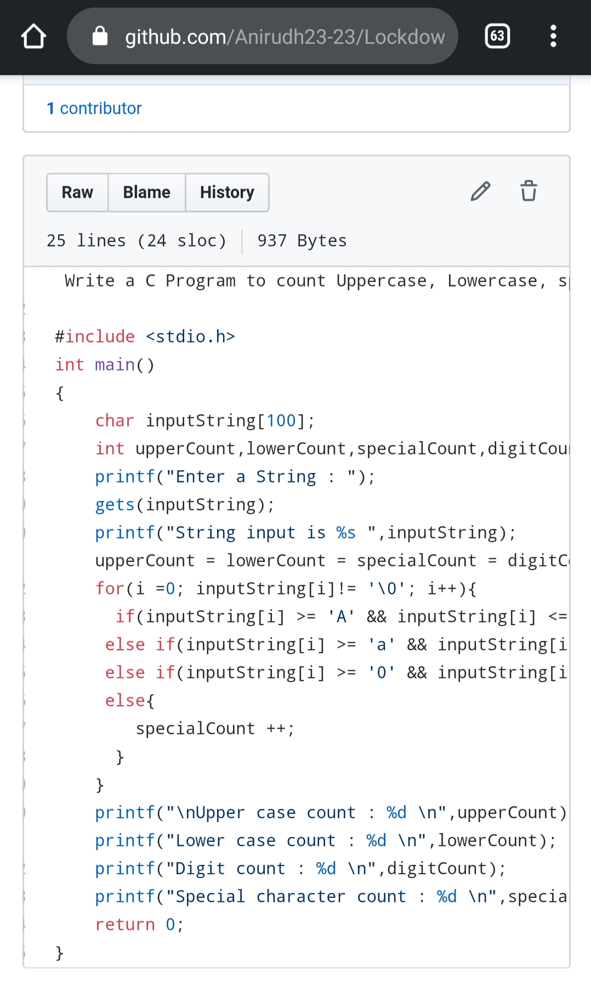 github.com/Anirudh23-23/Lockdow
63
1 contributor
Raw Blame History
25 lines (24 sloc) 937 Bytes
Write a C Program to count Uppercase, Lowercase, s
#include <stdio.h>
int main()
{
char inputString[100];
int upperCount,lowerCount,specialCount,digitCou
printf("Enter a String : ");
gets(inputString);
printf("String input is %s ",inputString);
upperCount = lowerCount = specialCount = digitC
for(i =0; inputString[i]!= '\0'; i++){
if(inputString[i] >= 'A' && inputString[i] <=
else if(inputString[i] >= 'a' && inputString[i
else if(inputString[i] >= '0' && inputString[i
else{
specialCount ++;
}
}
printf("\nUpper case count : %d \n",upperCount)
printf("Lower case count : %d \n",lowerCount);
printf("Digit count : %d \n",digitCount);
printf("Special character count : %d \n",specia
return 0;
}